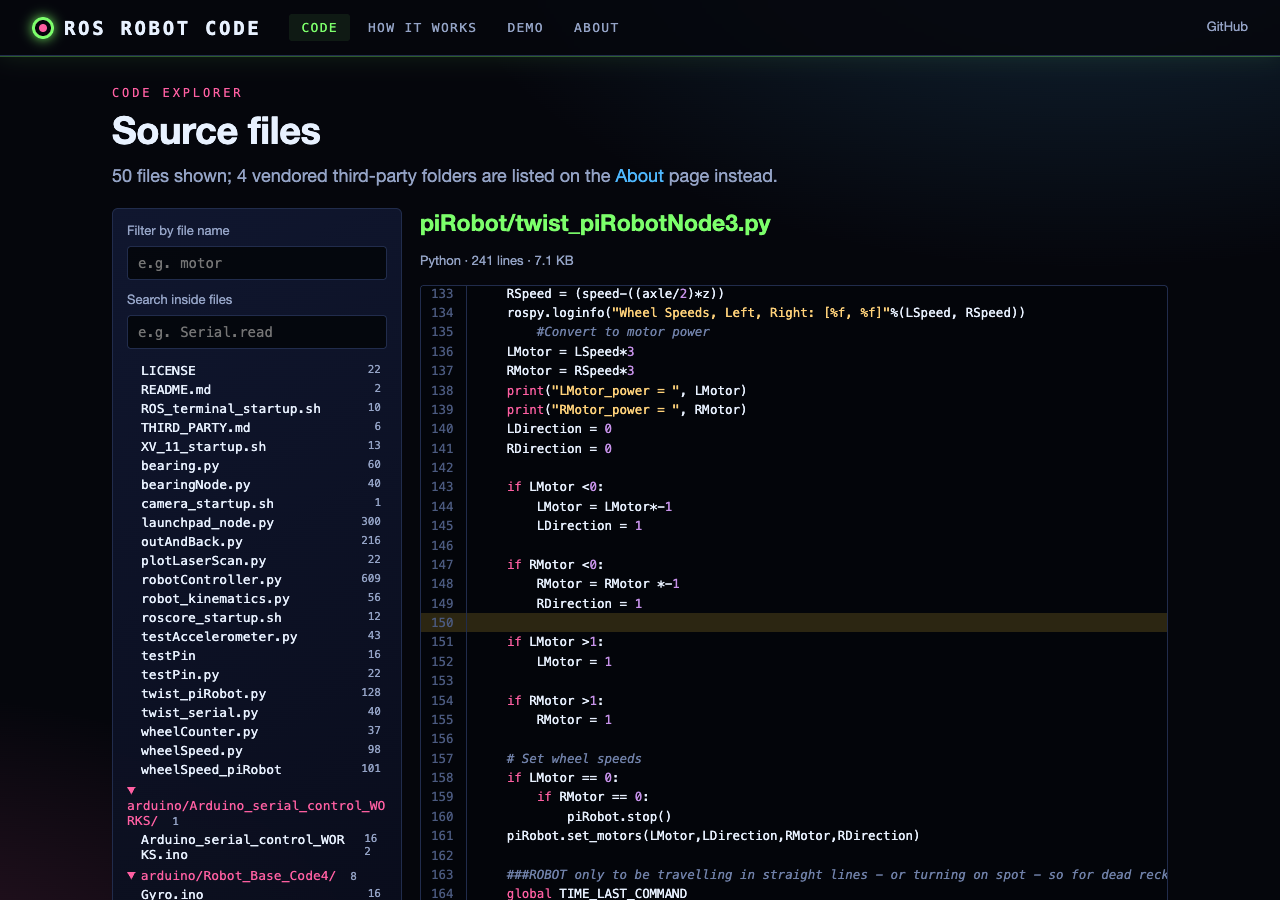 ROS ROBOT CODE
CODE
HOW IT WORKS
DEMO
ABOUT
GitHub
CODE EXPLORER
Source files
50 files shown; 4 vendored third-party folders are listed on the About page instead.
Filter by file name
e.g. motor
Search inside files
e.g. Serial.read
LICENSE 22
README.md 2
ROS_terminal_startup.sh 10
THIRD_PARTY.md 6
XV_11_startup.sh 13
bearing.py 60
bearingNode.py 40
camera_startup.sh 1
launchpad_node.py 300
outAndBack.py 216
plotLaserScan.py 22
robotController.py 609
robot_kinematics.py 56
roscore_startup.sh 12
testAccelerometer.py 43
testPin 16
testPin.py 22
twist_piRobot.py 128
twist_serial.py 40
wheelCounter.py 37
wheelSpeed.py 98
wheelSpeed_piRobot 101
▼
arduino/Arduino_serial_control_WO
RKS/ 1
Arduino_serial_control_WOR 16
KS.ino 2
▼ arduino/Robot_Base_Code4/ 8
Gyro.ino 16
piRobot/twist_piRobotNode3.py
Python · 241 lines · 7.1 KB
133 RSpeed = (speed-((axle/2)*z))
134 rospy.loginfo("Wheel Speeds, Left, Right: [%f, %f]"%(LSpeed, RSpeed))
135 #Convert to motor power
136 LMotor = LSpeed*3
137 RMotor = RSpeed*3
138 print("LMotor_power = ", LMotor)
139 print("RMotor_power = ", RMotor)
140 LDirection = 0
141 RDirection = 0
142
143 if LMotor <0:
144 LMotor = LMotor*-1
145 LDirection = 1
146
147 if RMotor <0:
148 RMotor = RMotor *-1
149 RDirection = 1
150
151 if LMotor >1:
152 LMotor = 1
153
154 if RMotor >1:
155 RMotor = 1
156
157 # Set wheel speeds
158 if LMotor == 0:
159 if RMotor == 0:
160 piRobot.stop()
161 piRobot.set_motors(LMotor,LDirection,RMotor,RDirection)
162
163 ###ROBOT only to be travelling in straight lines - or turning on spot - so for dead reck
164 global TIME_LAST_COMMAND